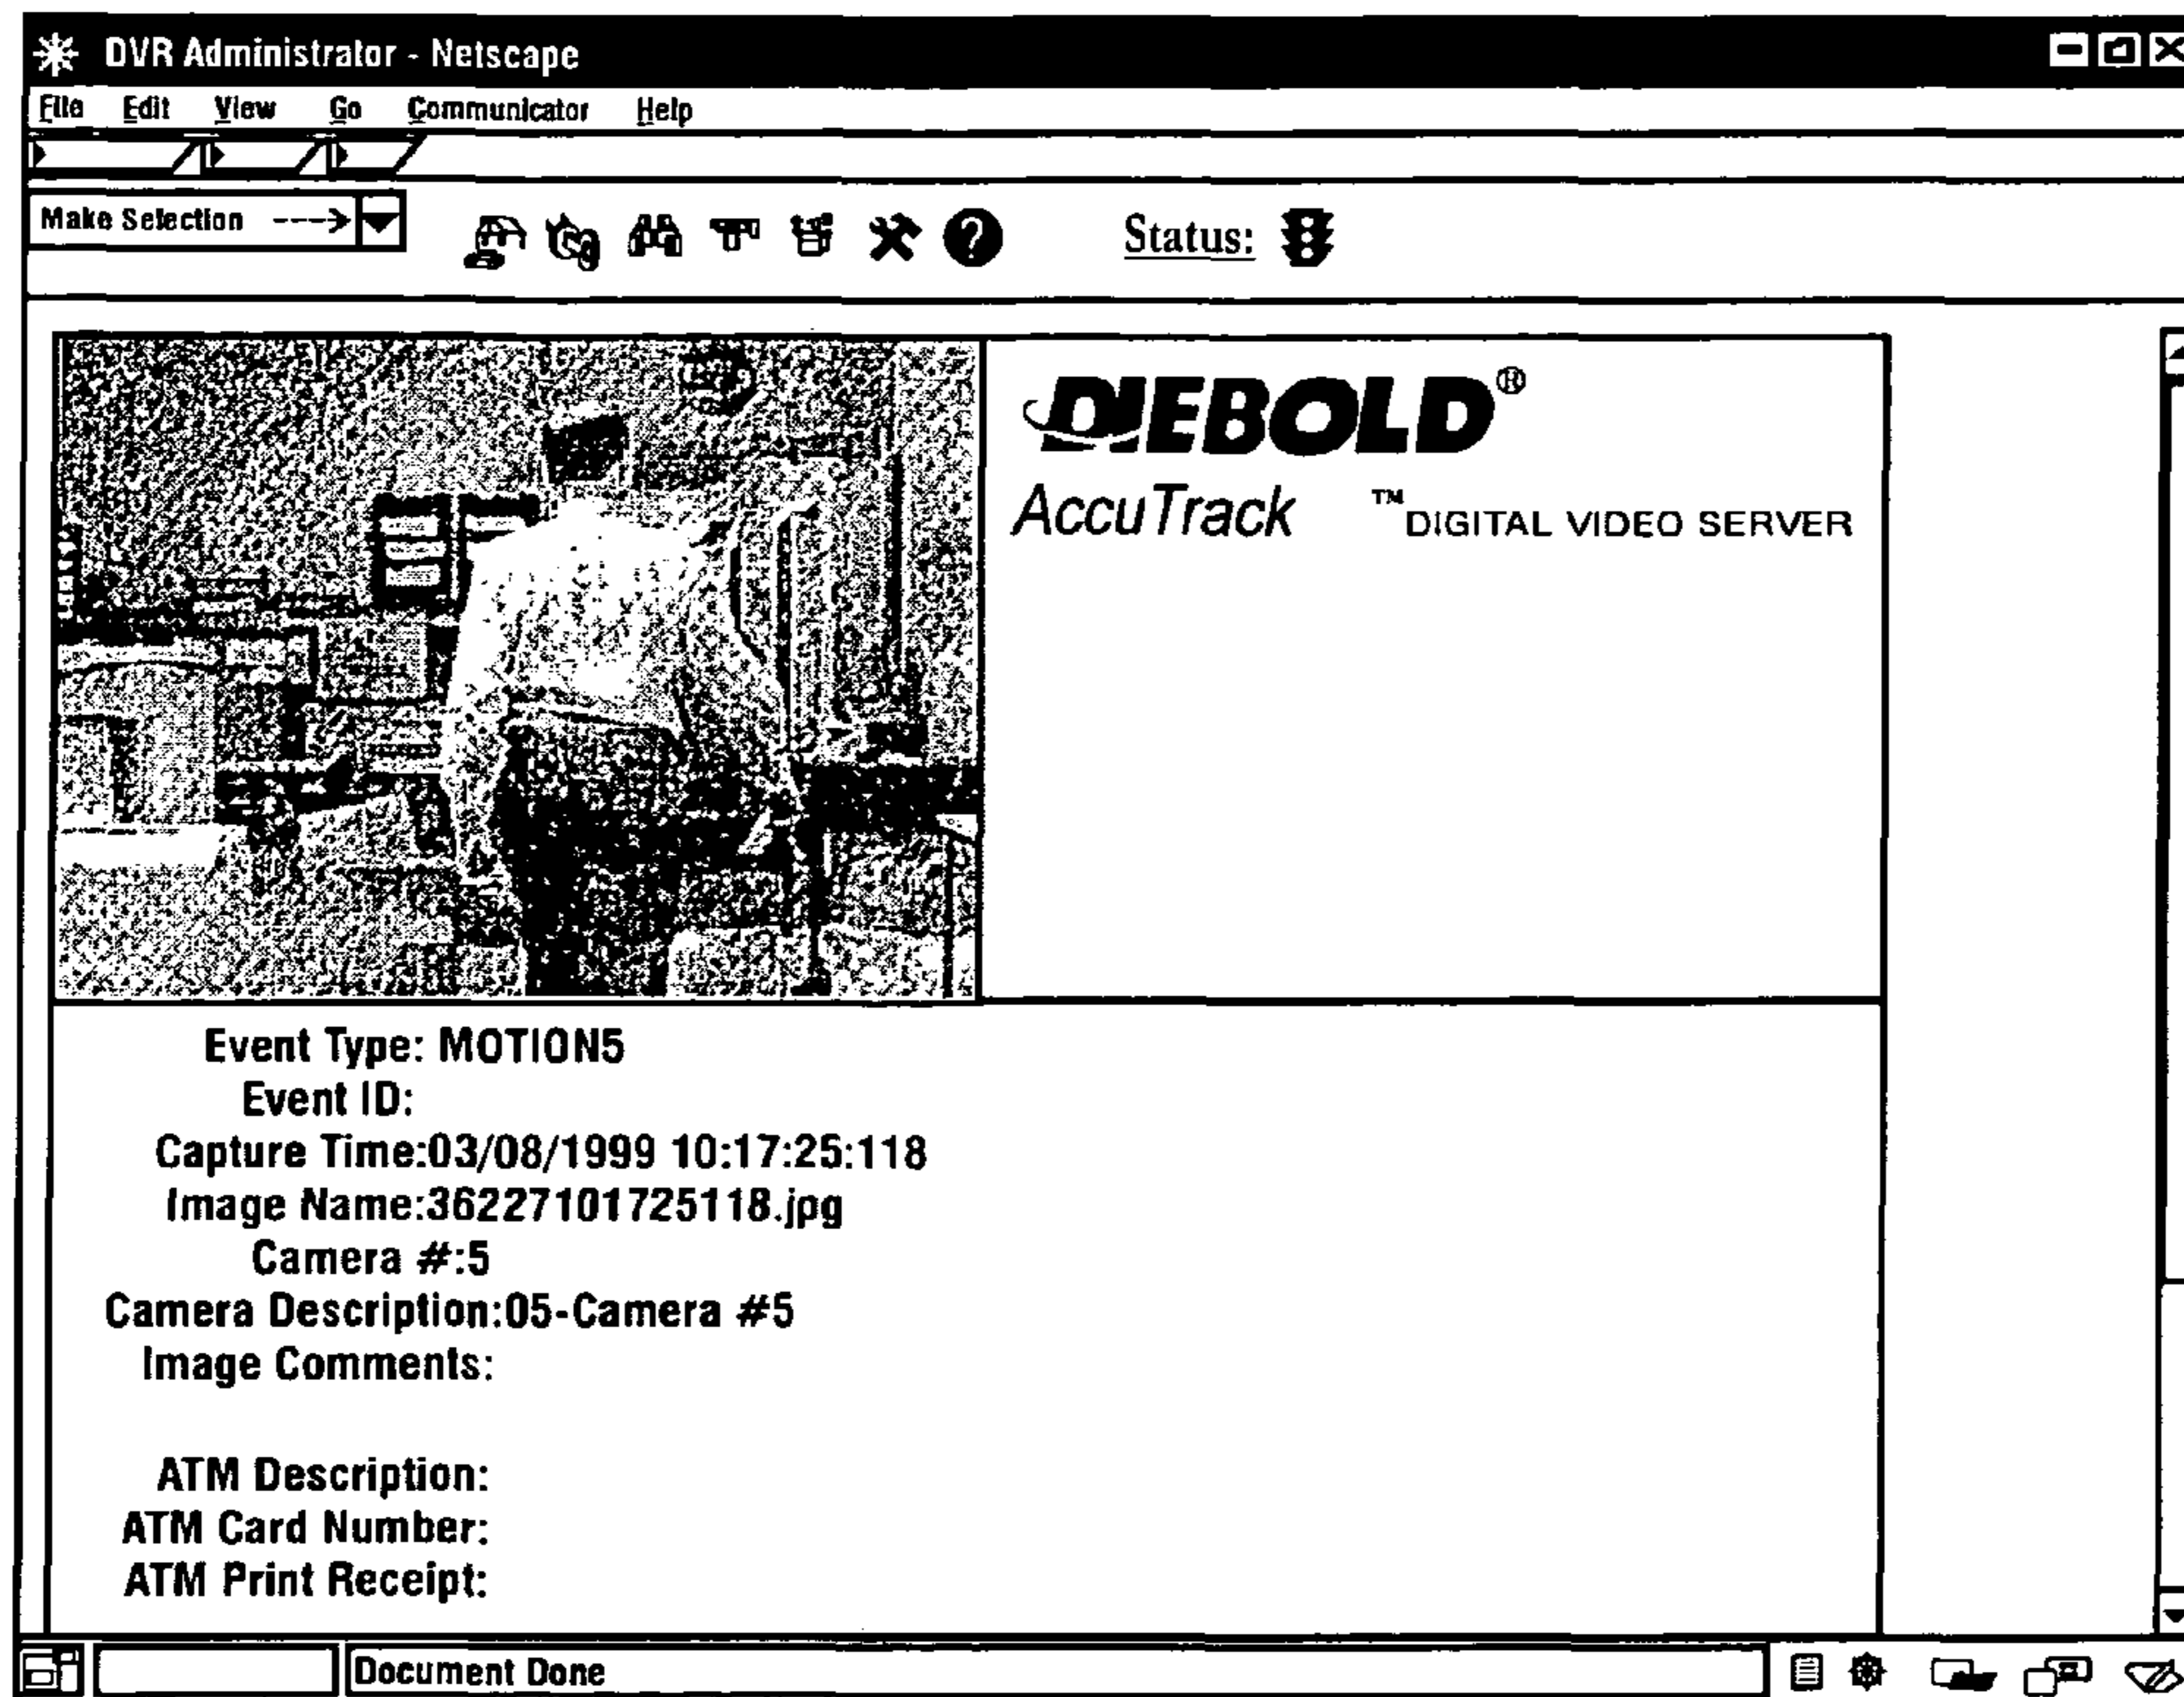 DVR Administrator - Netscape
File Edit View Go Communicator Help
Make Selection --->
Status:
DIEBOLD®
AccuTrack ™DIGITAL VIDEO SERVER
Event Type: MOTION5
Event ID:
Capture Time:03/08/1999 10:17:25:118
Image Name:36227101725118.jpg
Camera #:5
Camera Description:05-Camera #5
Image Comments:
ATM Description:
ATM Card Number:
ATM Print Receipt:
Document Done